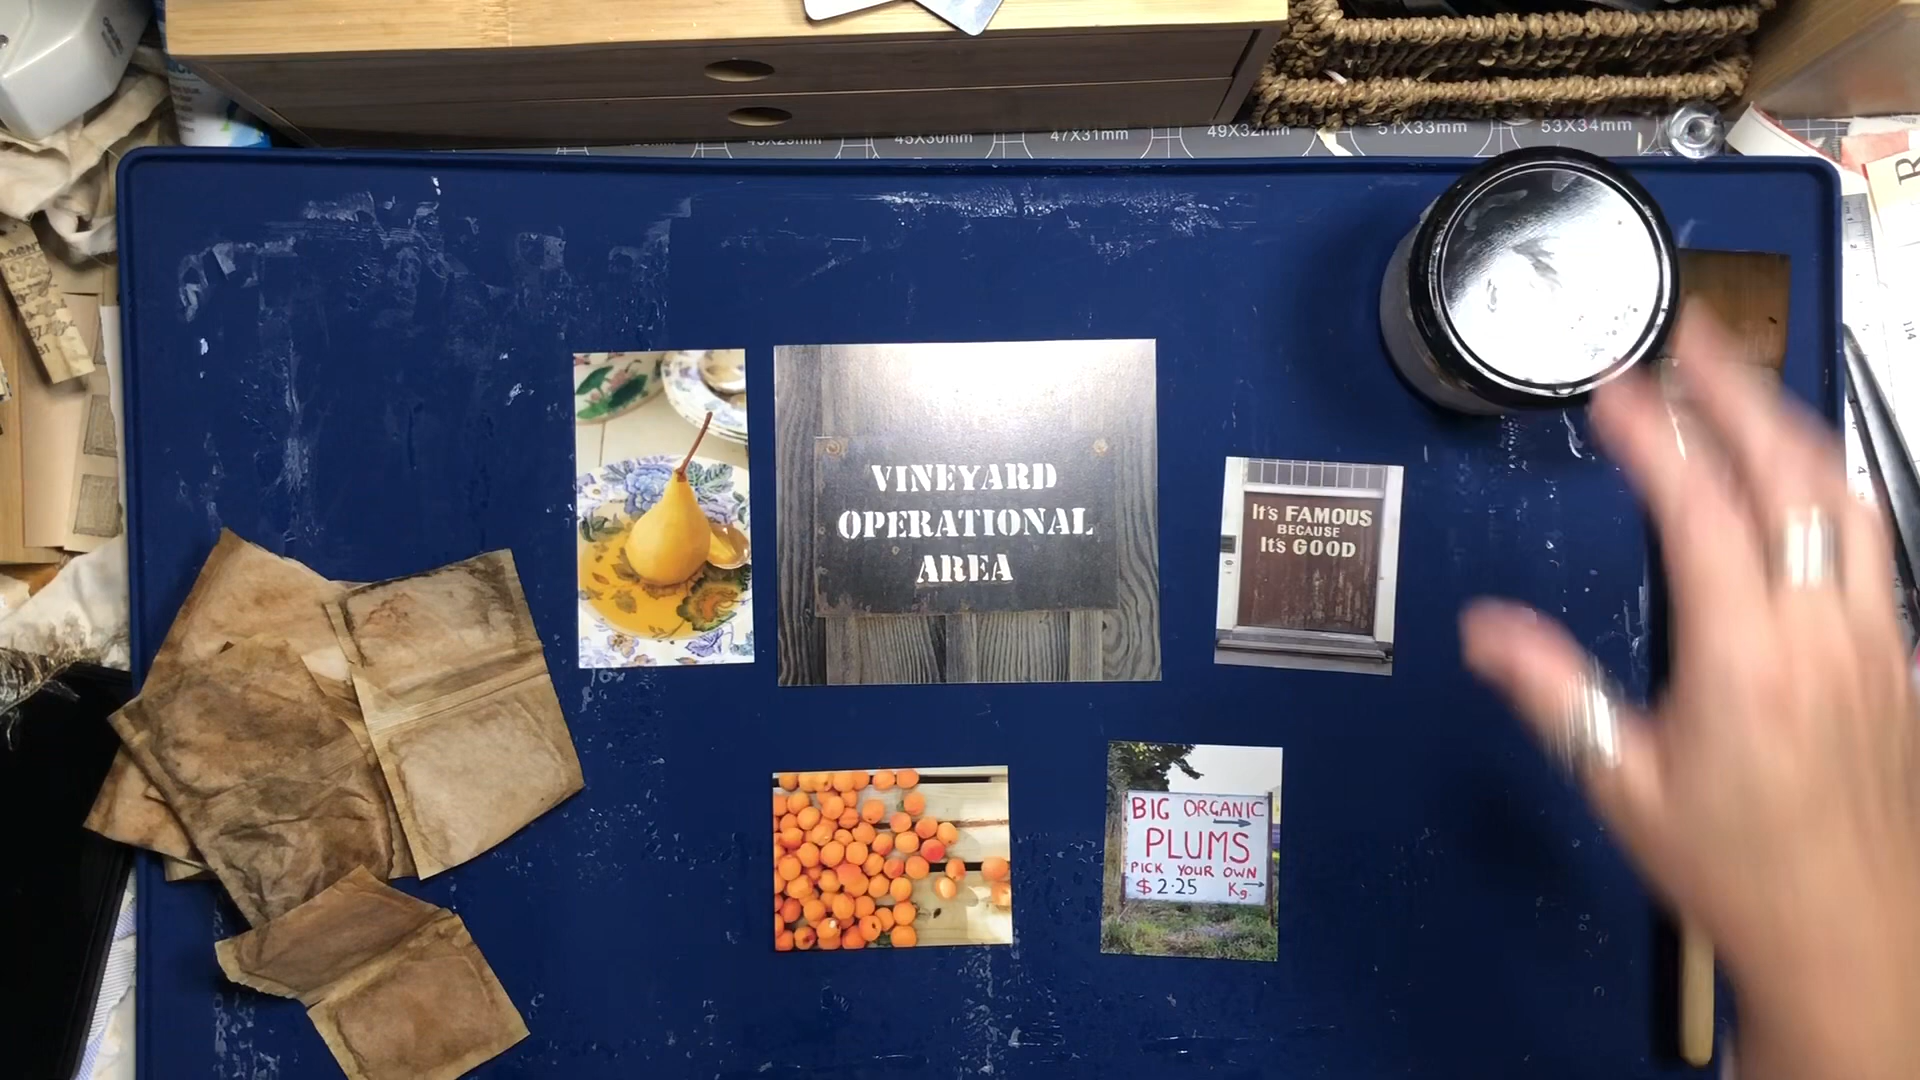 45X30mm
47X31mm
49X32mm
51X33mm
53X34mm
VINEYARD
OPERATIONAL
AREA
It's FAMOUS
BECAUSE
It's GOOD
BIG ORGANIC
PLUMS
PICK YOUR OWN
$2.25 Kg.